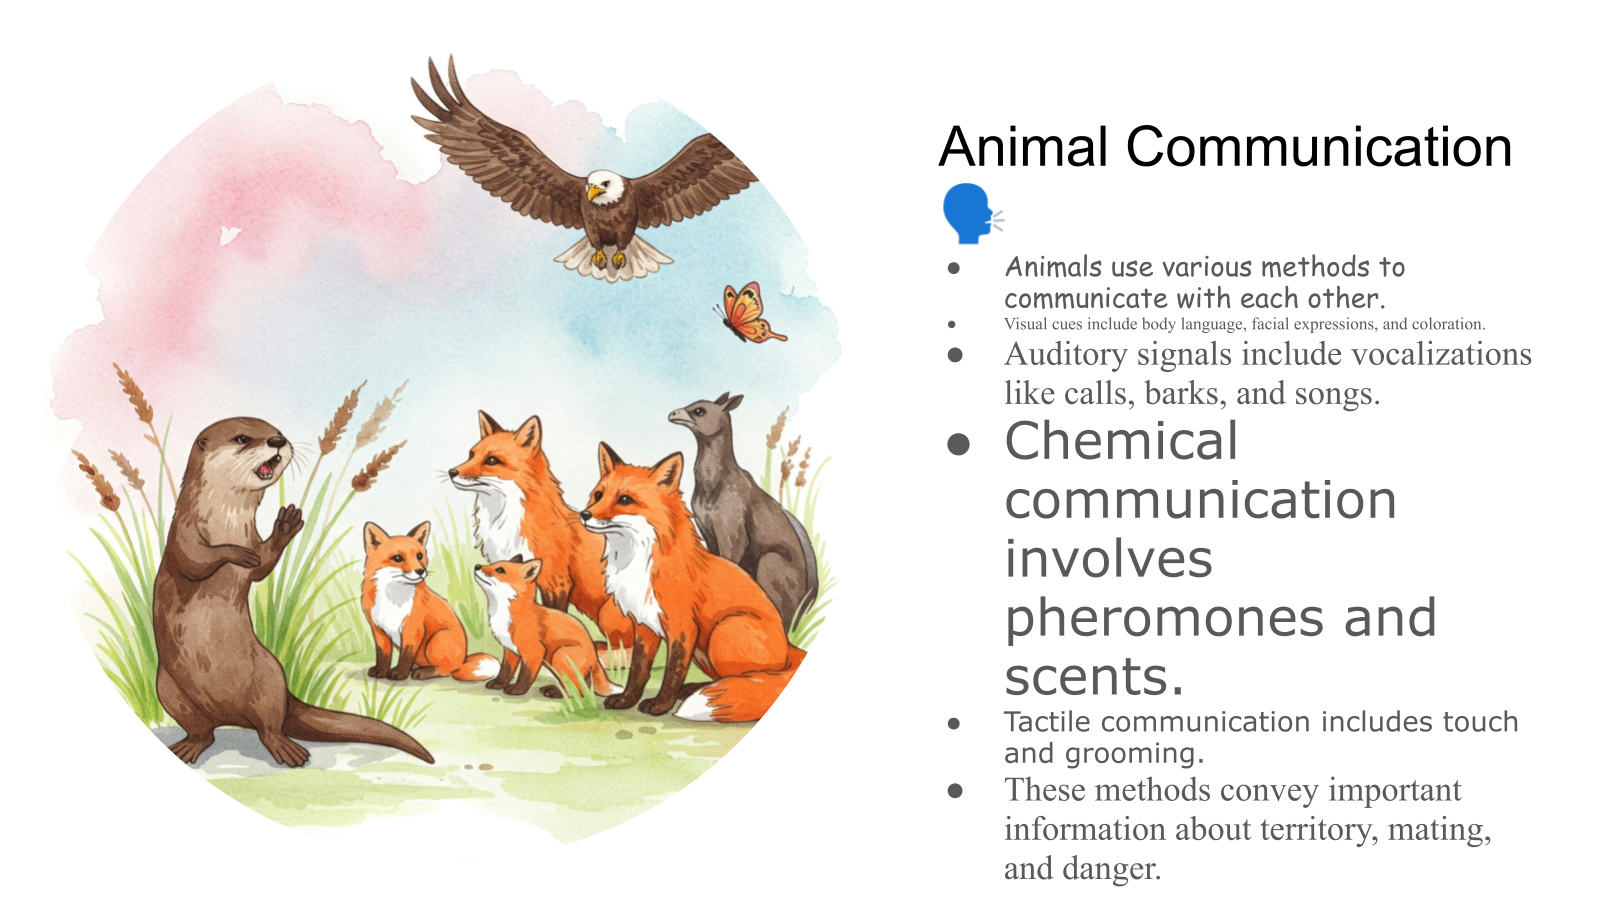 Animal Communication
🗣
● Animals use various methods to
communicate with each other.
● Visual cues include body language, facial expressions, and coloration.
● Auditory signals include vocalizations
like calls, barks, and songs.
● Chemical
communication
involves
pheromones and
scents.
● Tactile communication includes touch
and grooming.
● These methods convey important
information about territory, mating,
and danger.